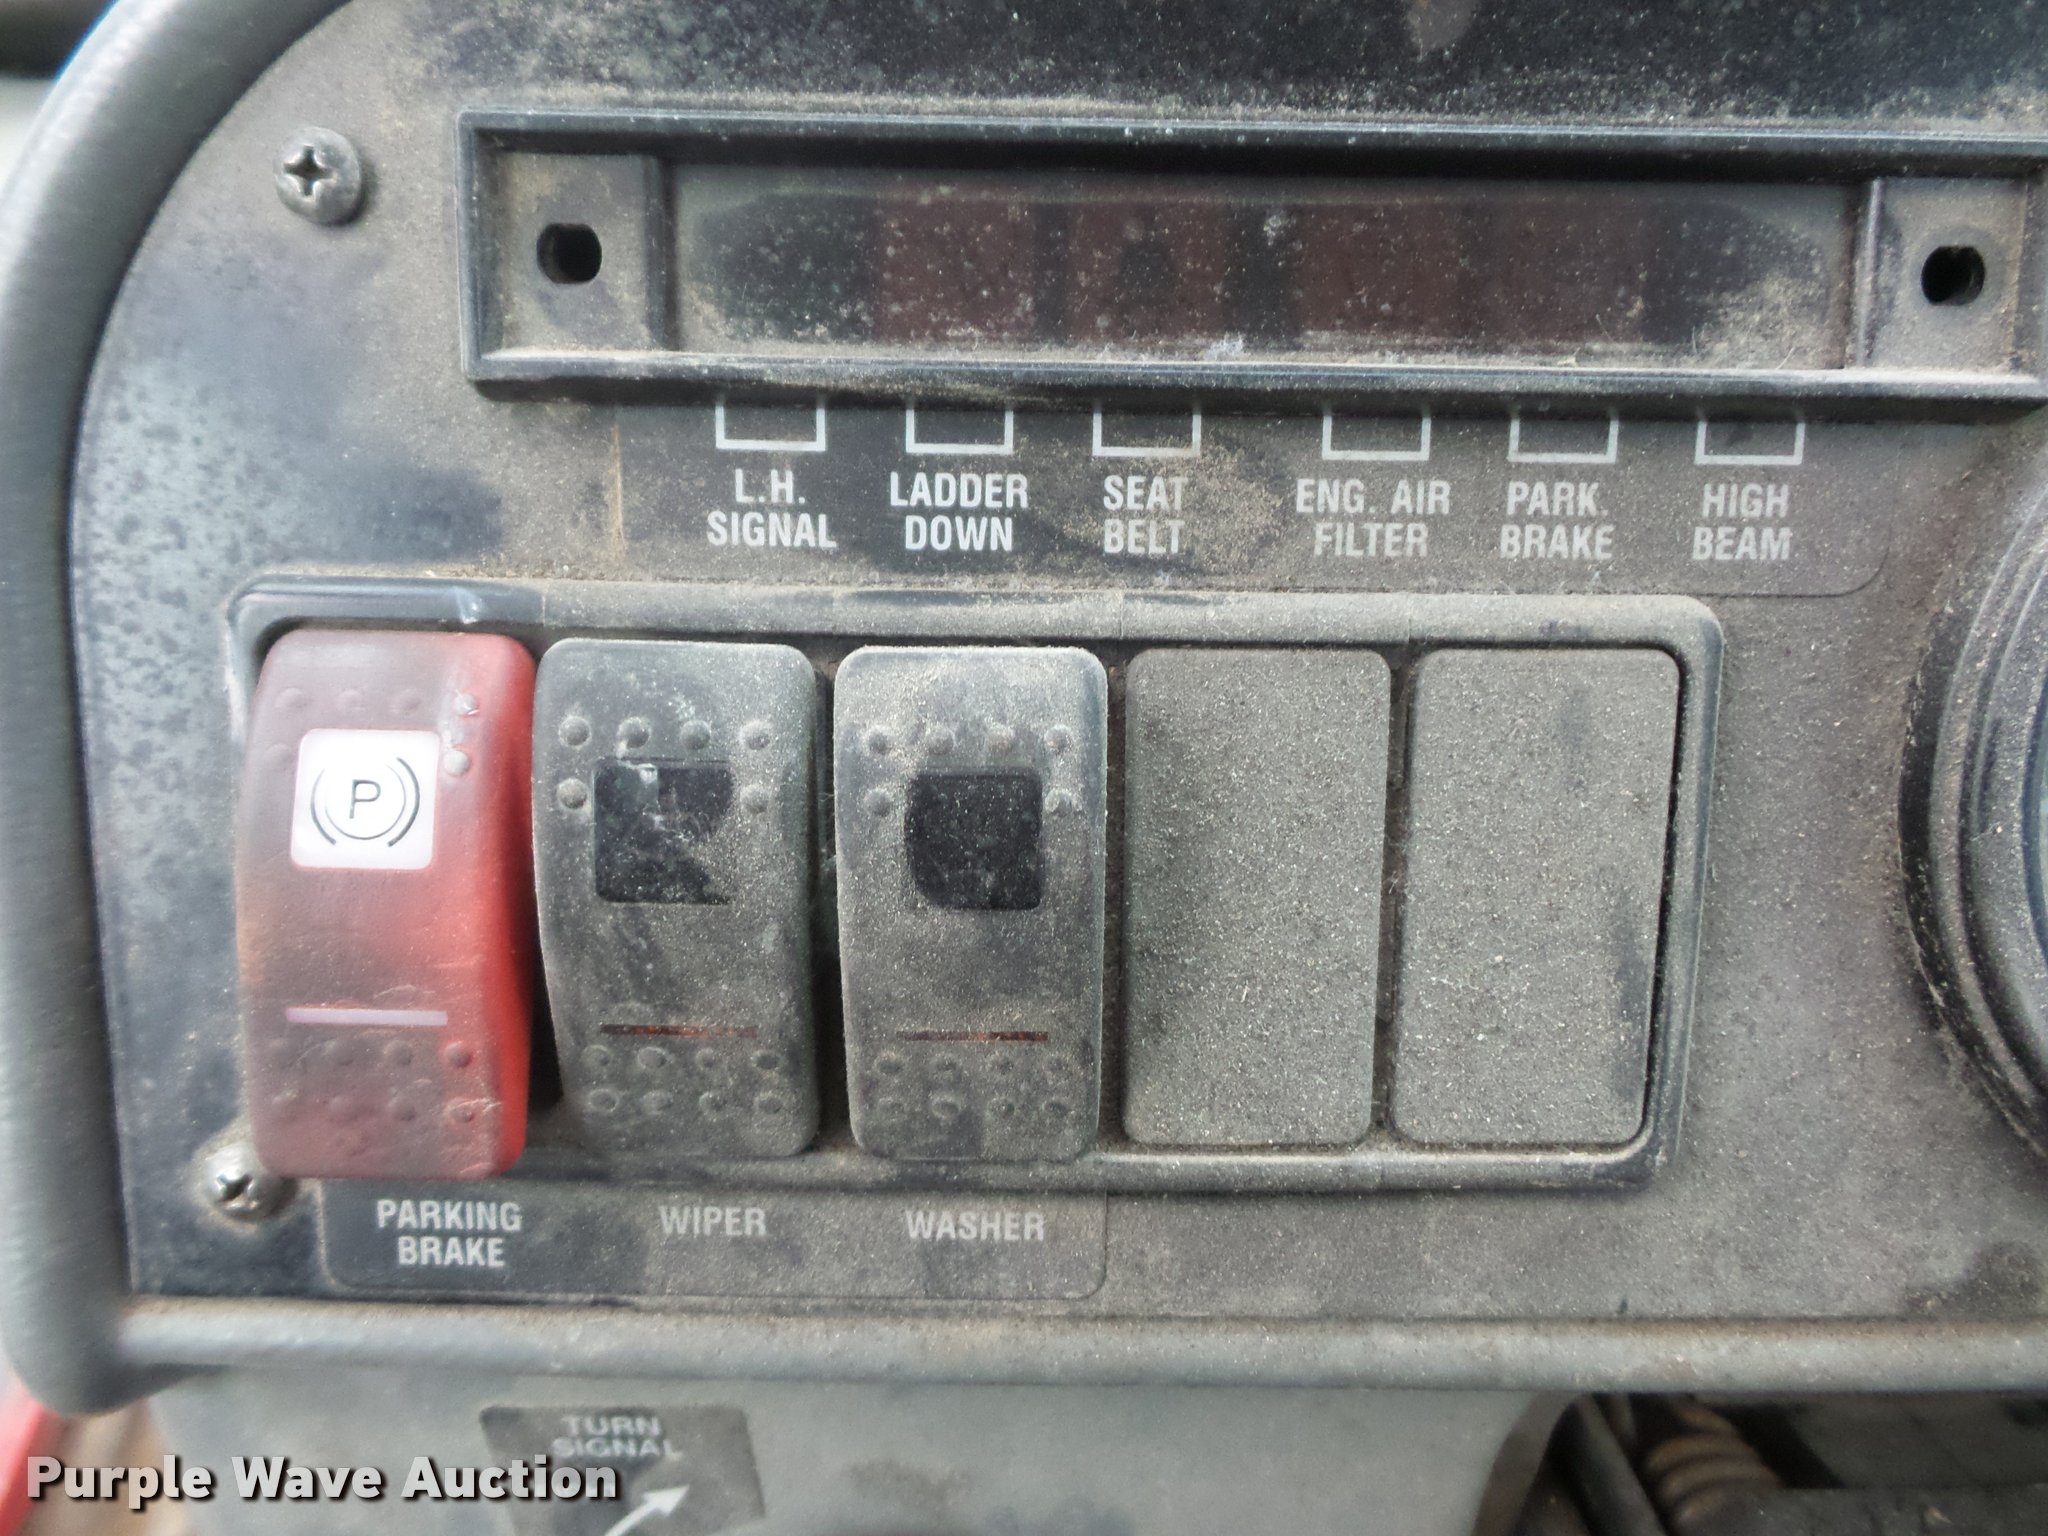 L.H.
SIGNAL
LADDER
DOWN
SEAT
BELT
ENG. AIR
FILTER
PARK.
BRAKE
HIGH
BEAM
P
PARKING
BRAKE
WIPER
WASHER
TURN
SIGNAL
Purple Wave Auction